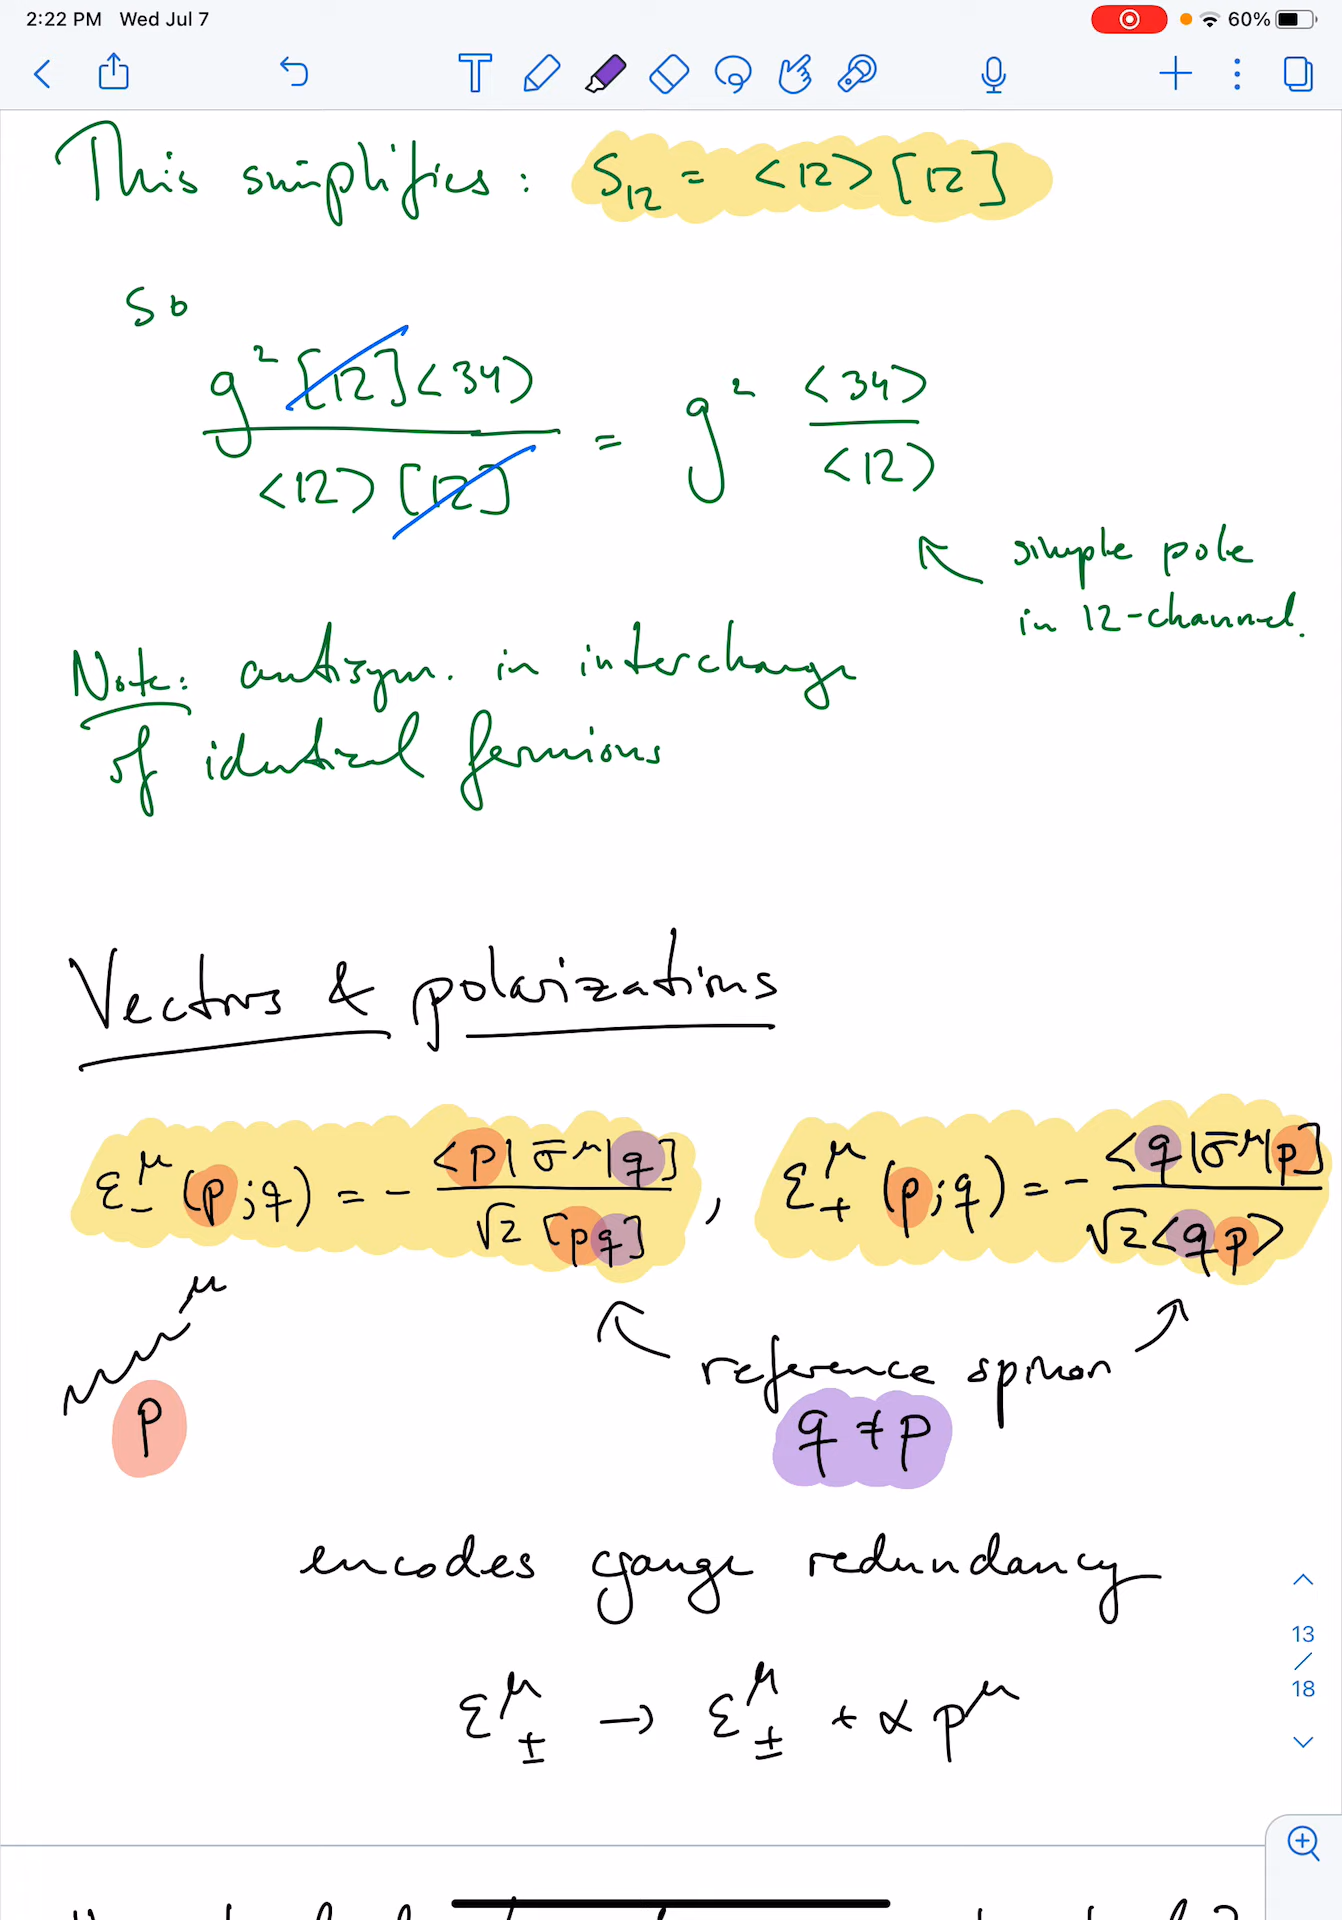 2:22 PM Wed Jul 7
60%
T
This simplifies: S₁₂ = <12>[12]
so
g² [12]<34> / <12>[12] = g² <34> / <12>
simple pole
in 12-channel.
Note: antisym. in interchange
of identical fermions
Vectors & polarizations
ε₋^μ (p;q) = - <p|σ̄^μ|q] / √2 [pq] , ε₊^μ (p;q) = - <q|σ̄^μ|p] / √2 <qp>
μ
p
reference spinor
q ≠ p
encodes gauge redundancy
ε±^μ → ε±^μ + α p^μ
13
/
18